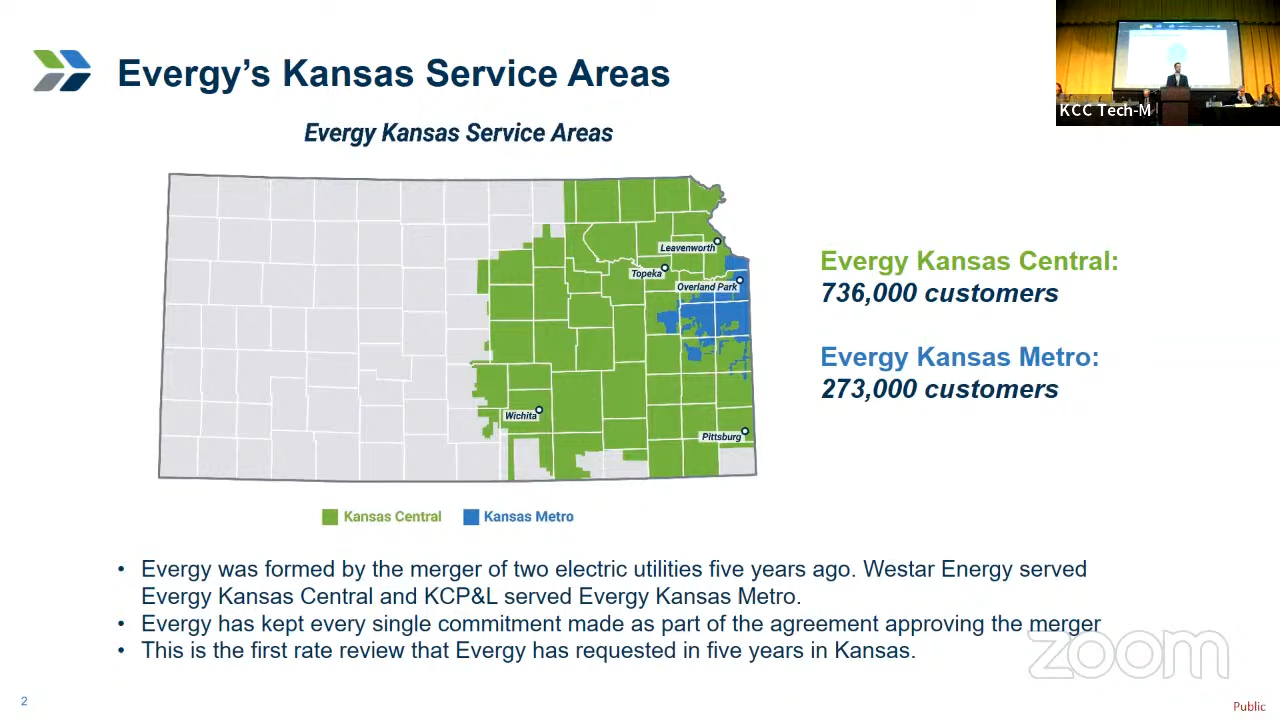 Evergy’s Kansas Service Areas
KCC Tech-M
Evergy Kansas Service Areas
Leavenworth
Topeka
Overland Park
Wichita
Pittsburg
Evergy Kansas Central:
736,000 customers
Evergy Kansas Metro:
273,000 customers
Kansas Central
Kansas Metro
• Evergy was formed by the merger of two electric utilities five years ago. Westar Energy served
Evergy Kansas Central and KCP&L served Evergy Kansas Metro.
• Evergy has kept every single commitment made as part of the agreement approving the merger
• This is the first rate review that Evergy has requested in five years in Kansas.
zoom
2
Public